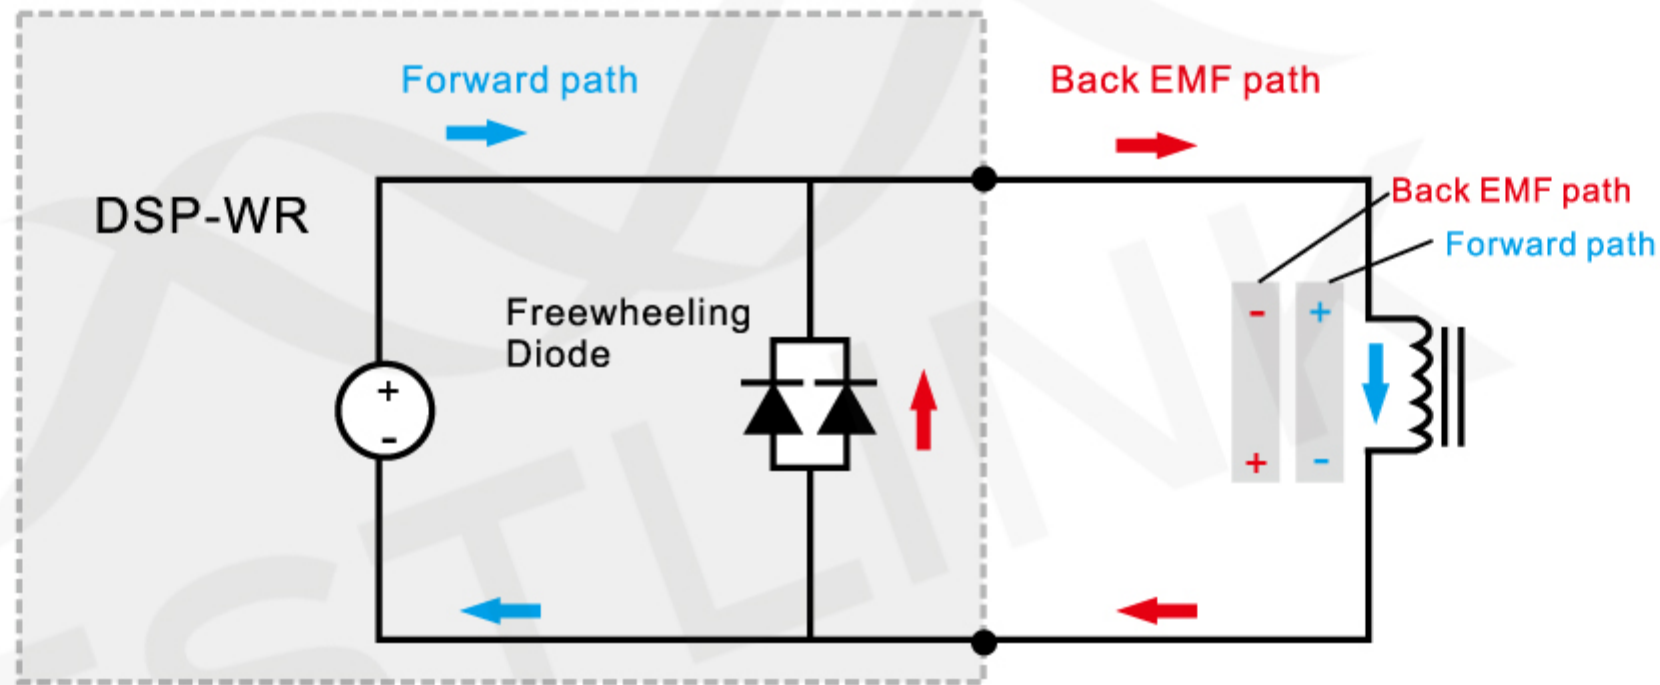 Forward path
Back EMF path
DSP-WR
Back EMF path
Forward path
Freewheeling
Diode
+
-
- +
+ -